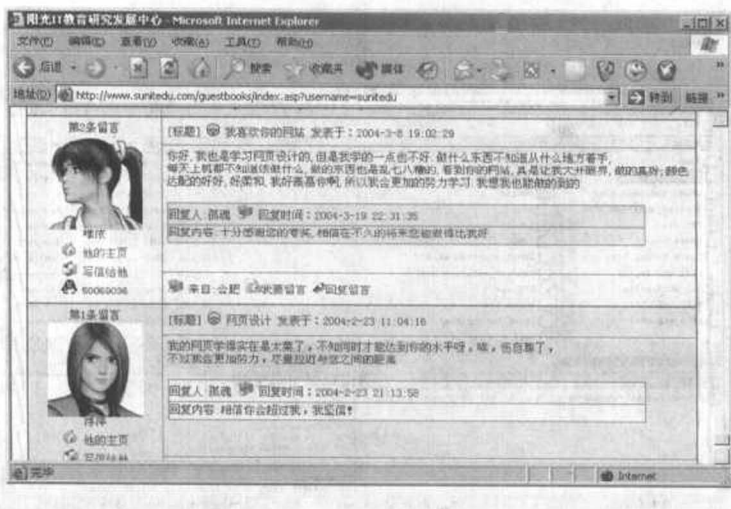 阳光IT教育研究发展中心 - Microsoft Internet Explorer
文件(F) 编辑(E) 查看(V) 收藏(A) 工具(T) 帮助(H)
后退 搜索 收藏夹 媒体
地址(D) http://www.sunitedu.com/guestbooks/index.asp?username=sunitedu 转到 链接
第2条留言
[标题] 我喜欢你的网站 发表于：2004-3-8 19:02:29
你好,我也是学习网页设计的,但是我学的一点也不好.做什么东西不知道从什么地方着手,
每天上机都不知道该做什么,做的东西也是乱七八糟的,看到你的网站,真是让我大开眼界,做的真好;颜色
达配的好好,好柔和,我好羡慕你啊,所以我会更加的努力学习.我想我也能做的到的
回复人:孤魂 回复时间：2004-3-19 22:31:35
回复内容:十分感谢您的夸奖,相信在不久的将来您能做得比我好.
他的主页
写信给他
50069036
来自:合肥 我要留言 回复留言
第1条留言
[标题] 网页设计 发表于：2004-2-23 11:04:16
我的网页学得实在是太菜了，不知何时才能达到你的水平呀，唉，伤自尊了，
不过我会更加努力，尽量拉近与您之间的距离
回复人:孤魂 回复时间：2004-2-23 21:13:58
回复内容:相信你会超过我，我坚信!
他的主页
写信给他
完毕 Internet